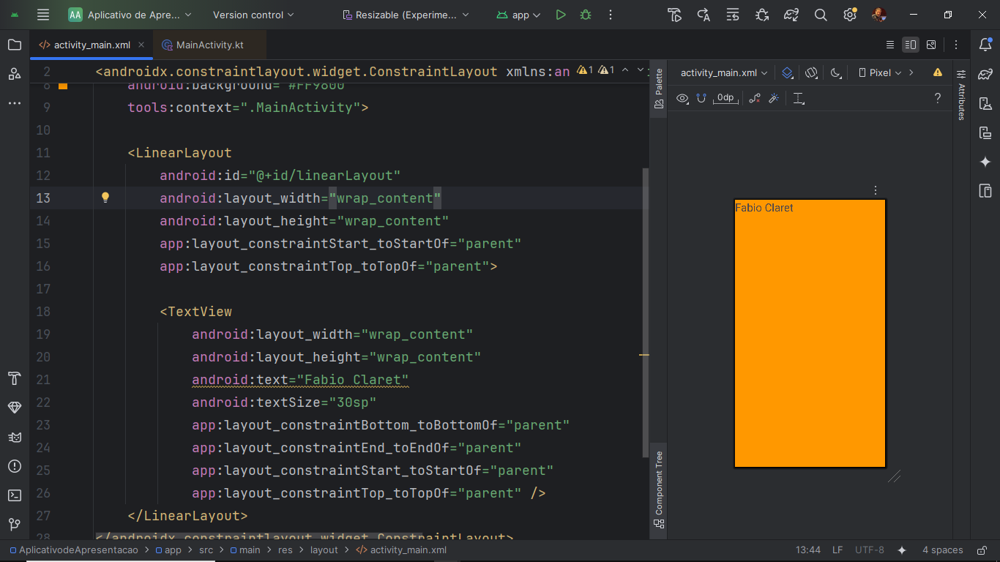 AA Aplicativo de Apre... Version control Resizable (Experime... app
activity_main.xml MainActivity.kt
2 <androidx.constraintlayout.widget.ConstraintLayout xmlns:an 1 1
8 android:background="#FF9800"
9 tools:context=".MainActivity">
10
11 <LinearLayout
12 android:id="@+id/linearLayout"
13 android:layout_width="wrap_content"
14 android:layout_height="wrap_content"
15 app:layout_constraintStart_toStartOf="parent"
16 app:layout_constraintTop_toTopOf="parent">
17
18 <TextView
19 android:layout_width="wrap_content"
20 android:layout_height="wrap_content"
21 android:text="Fabio Claret"
22 android:textSize="30sp"
23 app:layout_constraintBottom_toBottomOf="parent"
24 app:layout_constraintEnd_toEndOf="parent"
25 app:layout_constraintStart_toStartOf="parent"
26 app:layout_constraintTop_toTopOf="parent" />
27 </LinearLayout>
28 </androidx.constraintlayout.widget.ConstraintLayout>
Palette
Component Tree
activity_main.xml Pixel
0dp ?
Fabio Claret
Attributes
AplicativodeApresentacao > app > src > main > res > layout > activity_main.xml 13:44 LF UTF-8 4 spaces